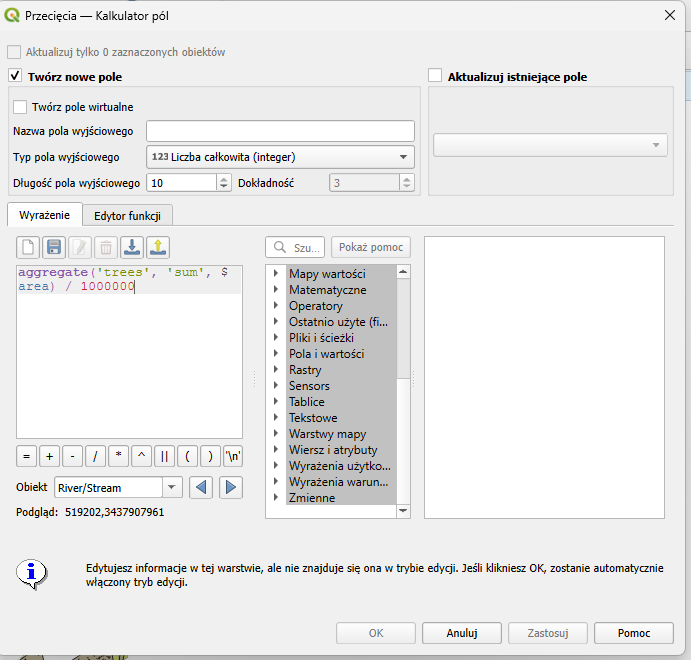 Przecięcia — Kalkulator pól
Aktualizuj tylko 0 zaznaczonych obiektów
Twórz nowe pole
Aktualizuj istniejące pole
Twórz pole wirtualne
Nazwa pola wyjściowego
Typ pola wyjściowego
123 Liczba całkowita (integer)
Długość pola wyjściowego 10 Dokładność 3
Wyrażenie Edytor funkcji
Szu... Pokaż pomoc
aggregate('trees', 'sum', $
area) / 1000000
Mapy wartości
Matematyczne
Operatory
Ostatnio użyte (fi...
Pliki i ścieżki
Pola i wartości
Rastry
Sensors
Tablice
Tekstowe
Warstwy mapy
Wiersz i atrybuty
Wyrażenia użytko...
Wyrażenia warun...
Zmienne
= + - / * ^ || ( ) '\n'
Obiekt River/Stream
Podgląd: 519202,3437907961
Edytujesz informacje w tej warstwie, ale nie znajduje się ona w trybie edycji. Jeśli klikniesz OK, zostanie automatycznie
włączony tryb edycji.
OK Anuluj Zastosuj Pomoc